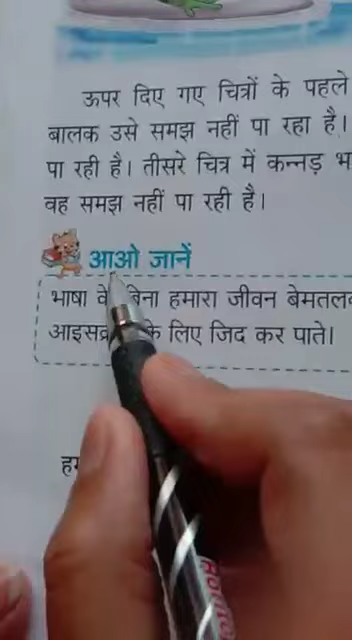 ऊपर दिए गए चित्रों के पहले
बालक उसे समझ नहीं पा रहा है।
पा रही है। तीसरे चित्र में कन्नड़
वह समझ नहीं पा रही है।
आओ जानें
भाषा के बिना हमारा जीवन
के लिए जिद कर पाते।